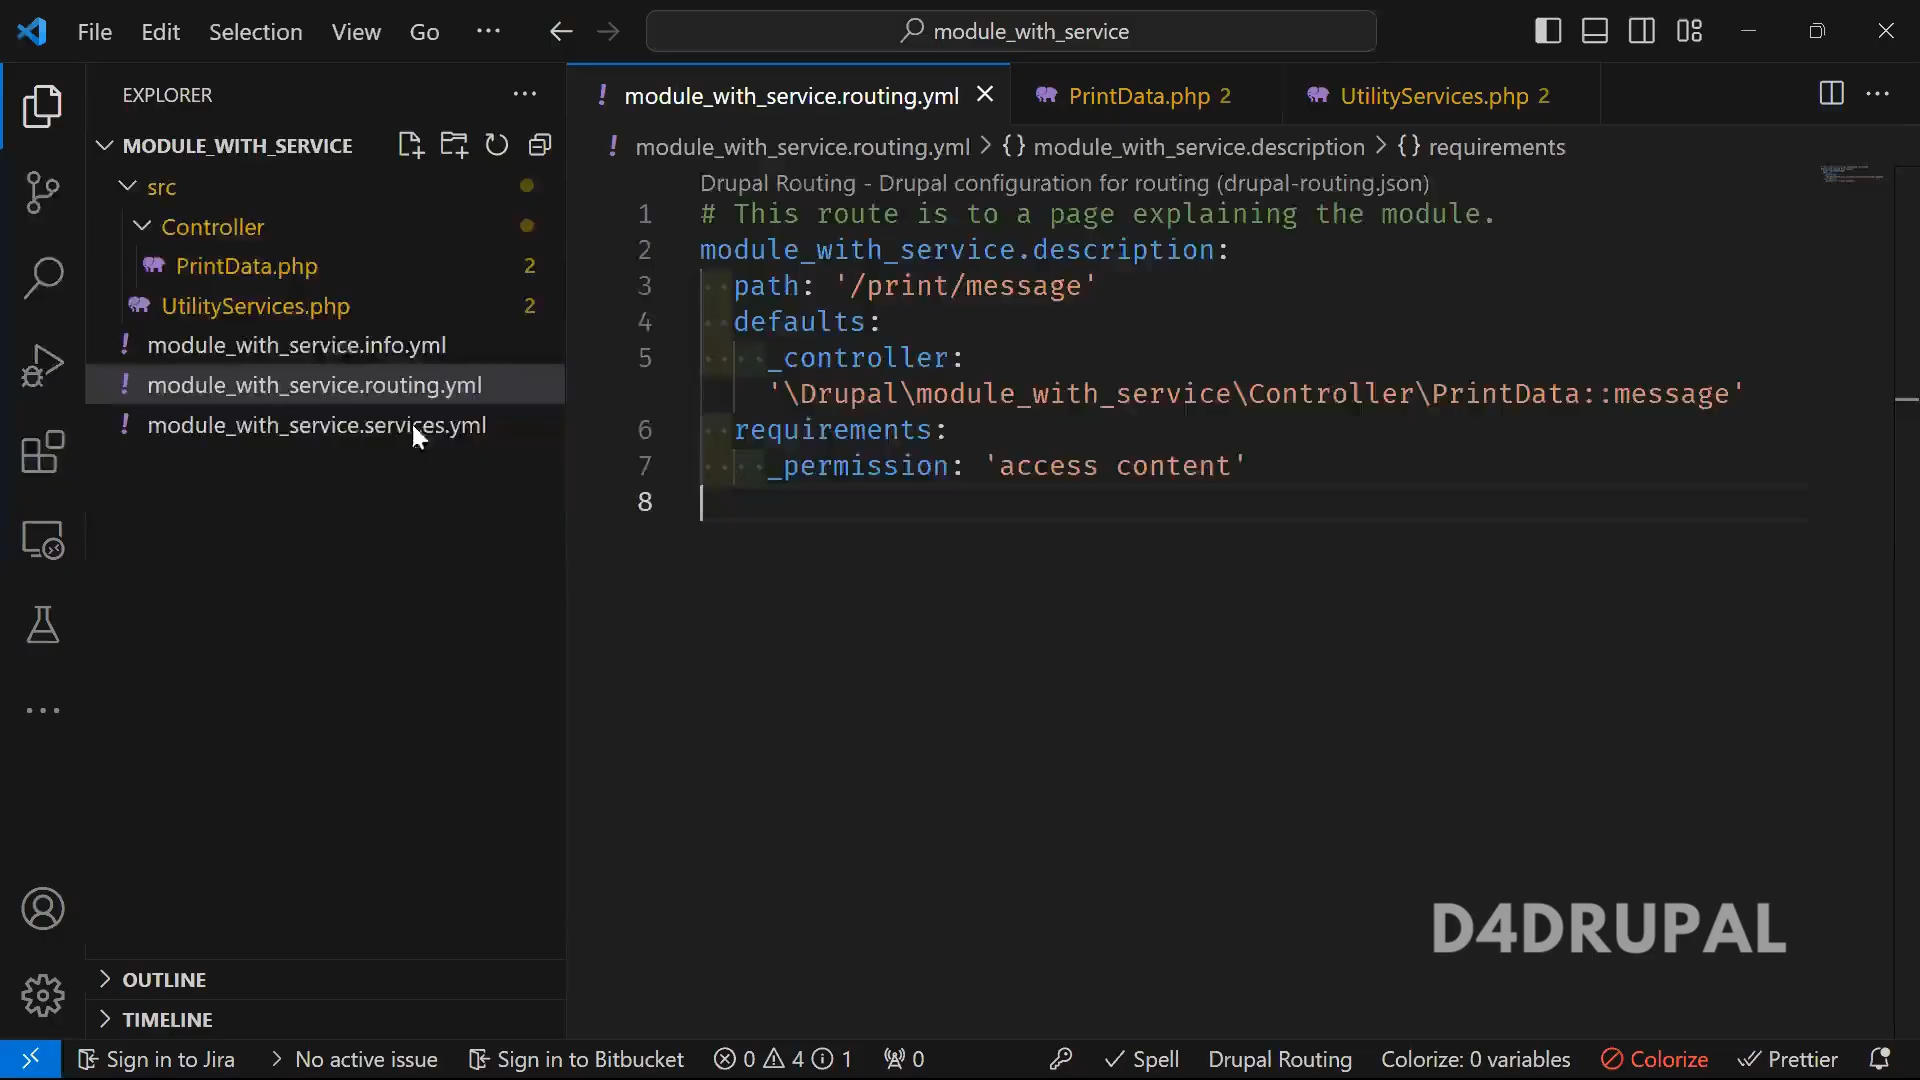 File Edit Selection View Go ··· module_with_service
EXPLORER
MODULE_WITH_SERVICE
src
Controller
PrintData.php 2
UtilityServices.php 2
! module_with_service.info.yml
! module_with_service.routing.yml
! module_with_service.services.yml
OUTLINE
TIMELINE
! module_with_service.routing.yml
PrintData.php 2
UtilityServices.php 2
! module_with_service.routing.yml > {} module_with_service.description > {} requirements
Drupal Routing - Drupal configuration for routing (drupal-routing.json)
1 # This route is to a page explaining the module.
2 module_with_service.description:
3 path: '/print/message'
4 defaults:
5 _controller:
'\Drupal\module_with_service\Controller\PrintData::message'
6 requirements:
7 _permission: 'access content'
8
D4DRUPAL
Sign in to Jira > No active issue Sign in to Bitbucket 0 4 1 0 Spell Drupal Routing Colorize: 0 variables Colorize Prettier